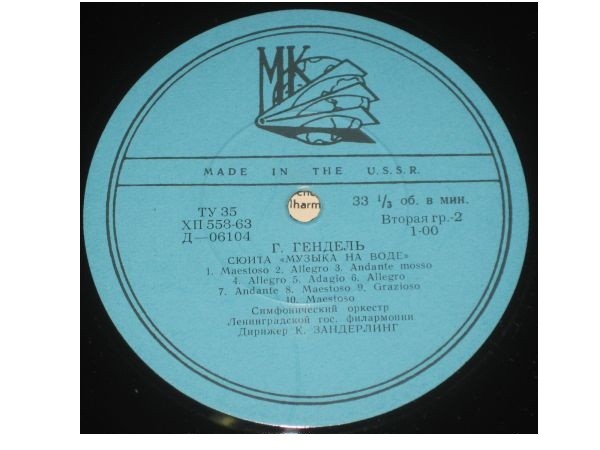 МК
MADE IN THE U.S.S.R.
ТУ 35
ХП 558-63
Д—06104
lharm
33 1/3 об. в мин.
Вторая гр.-2
1-00
Г. ГЕНДЕЛЬ
СЮИТА «МУЗЫКА НА ВОДЕ»
1. Maestoso 2. Allegro 3. Andante mosso
4. Allegro 5. Adagio 6. Allegro
7. Andante 8. Maestoso 9. Grazioso
10. Maestoso
Симфонический оркестр
Ленинградской гос. филармонии
Дирижер К. ЗАНДЕРЛИНГ